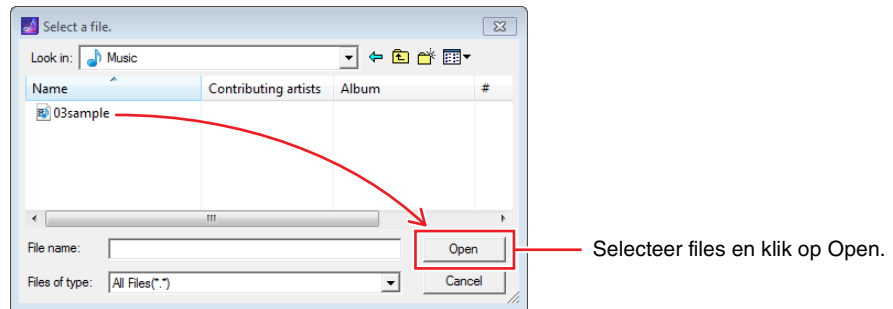 Select a file.
Look in: Music
Name Contributing artists Album #
03sample
File name: Open
Selecteer files en klik op Open.
Files of type: All Files(*.*) Cancel